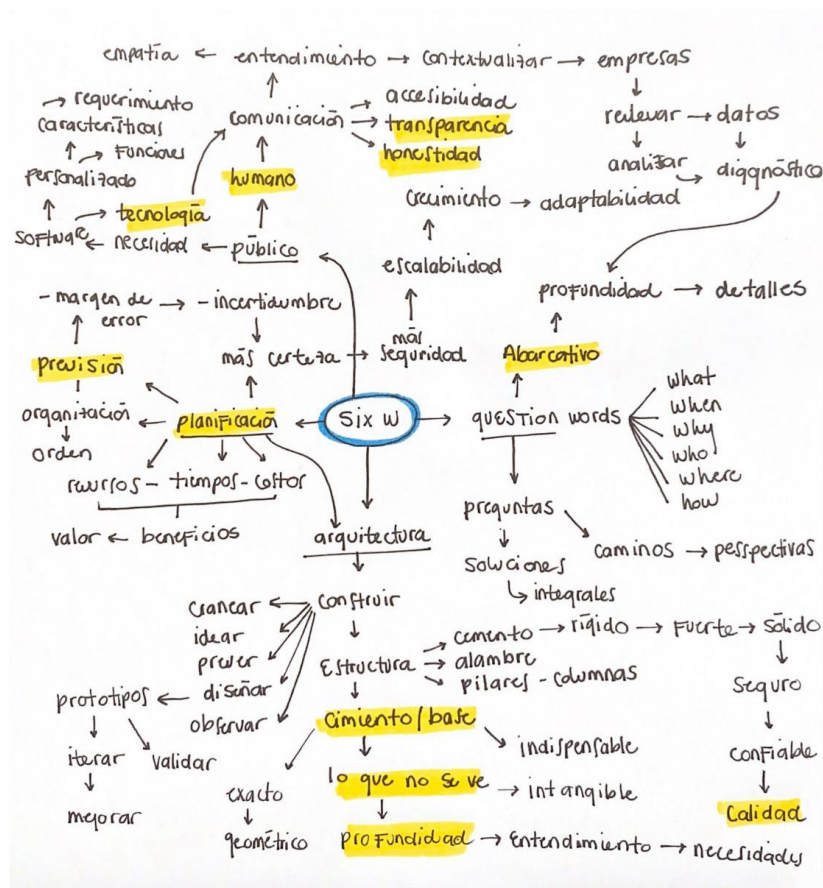 empatía ← entendimiento → contextualizar → empresas
→ requerimiento
características
→ Funciones
personalizado
software ← necesidad ← público
→ tecnología
humano
comunicación
→ accesibilidad
→ transparencia
→ honestidad
relevar → datos
analizar → diagnóstico
crecimiento → adaptabilidad
escalabilidad
profundidad → detalles
- margen de error → - incertidumbre
más certeza → más seguridad
Abarcativo
previsión
organización ← planificación ← Six W → question words
orden
what
when
why
who
where
how
recursos - tiempos - costos
valor ← beneficios
arquitectura
preguntas
caminos → perspectivas
soluciones
↳ integrales
construir
idear
prever
prototipos ← diseñar
observar
Estructura
→ cemento → rígido → Fuerte → sólido
→ alambre
→ pilares - columnas
seguro
confiable
Calidad
iterar
validar
mejorar
cimiento/base
indispensable
exacto
geométrico
lo que no se ve → intangible
profundidad → Entendimiento → necesidades